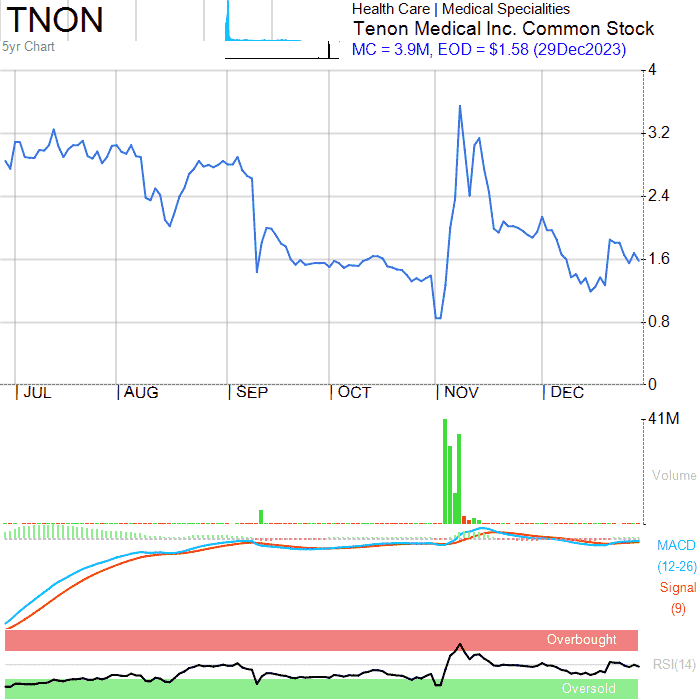 TNON
5yr Chart
Health Care | Medical Specialities
Tenon Medical Inc. Common Stock
MC = 3.9M, EOD = $1.58 (29Dec2023)
4
3.2
2.4
1.6
0.8
0
JUL AUG SEP OCT NOV DEC
41M
Volume
MACD
(12-26)
Signal
(9)
Overbought
RSI(14)
Oversold